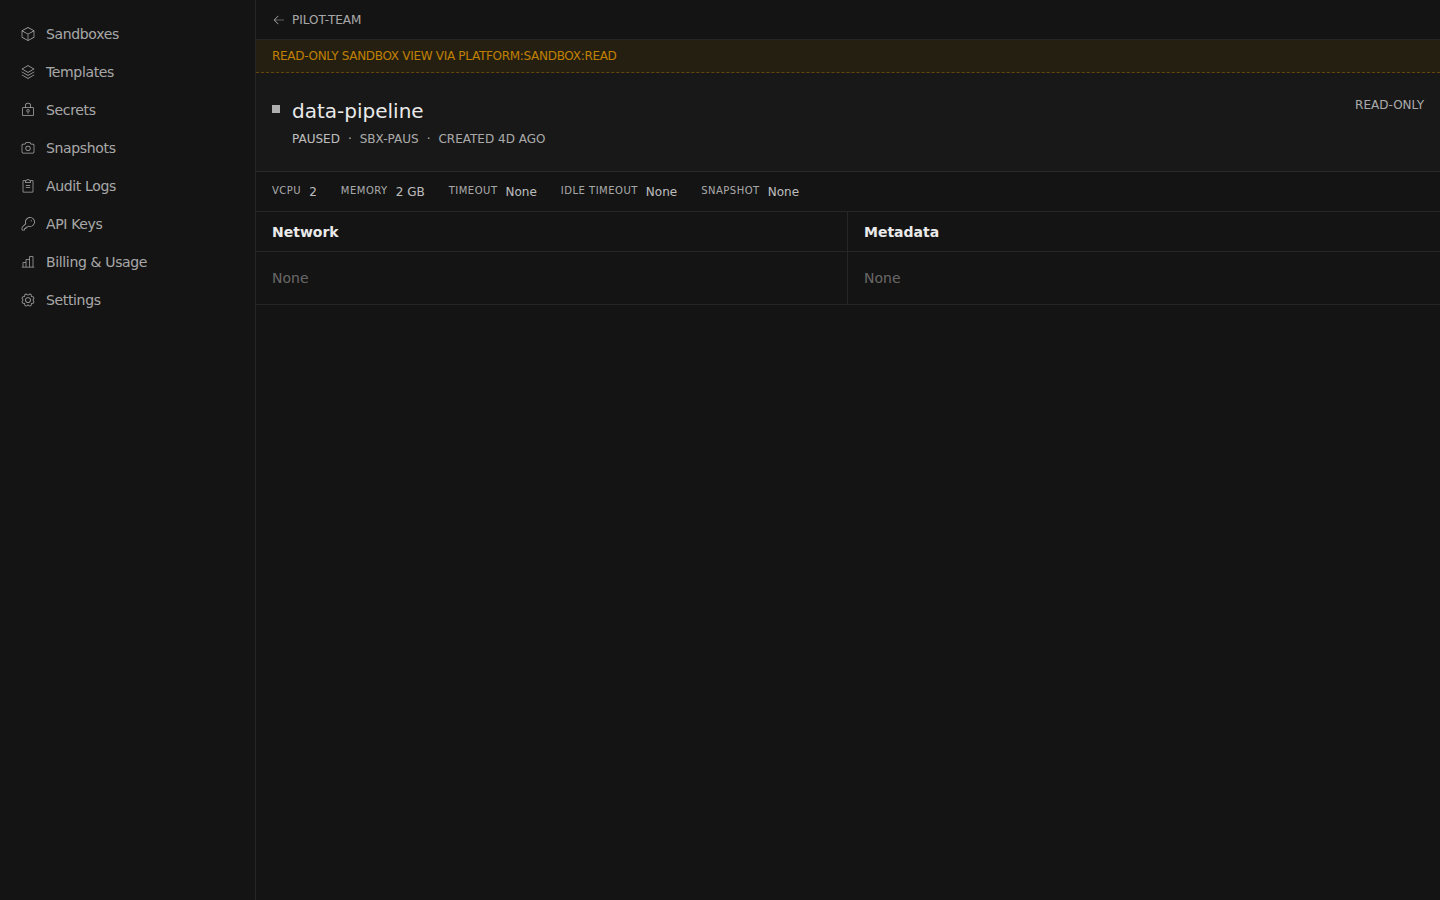 Sandboxes
Templates
Secrets
Snapshots
Audit Logs
API Keys
Billing & Usage
Settings
PILOT-TEAM
READ-ONLY SANDBOX VIEW VIA PLATFORM:SANDBOX:READ
data-pipeline
READ-ONLY
PAUSED · SBX-PAUS · CREATED 4D AGO
VCPU 2 MEMORY 2 GB TIMEOUT None IDLE TIMEOUT None SNAPSHOT None
Network
None
Metadata
None